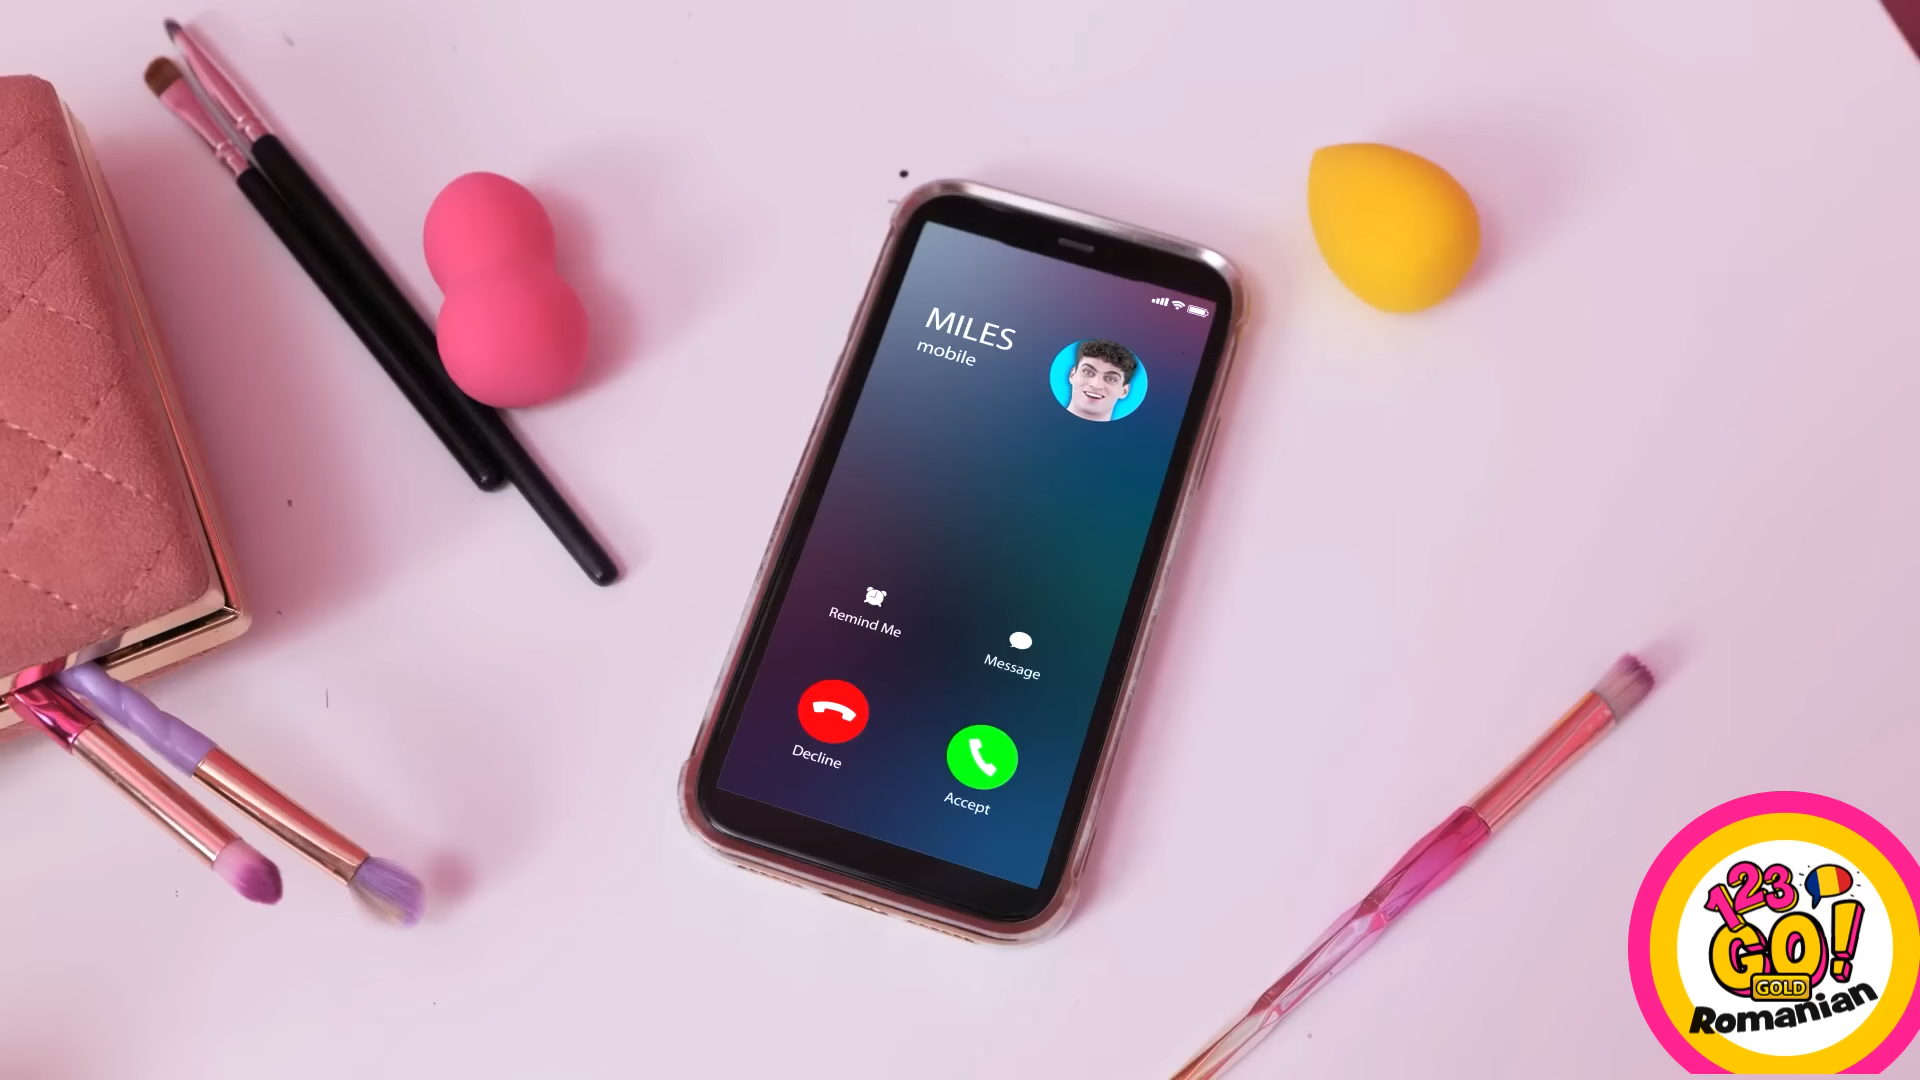 MILES
mobile
Remind Me
Message
Decline
Accept
123
GO!
GOLD
Romanian